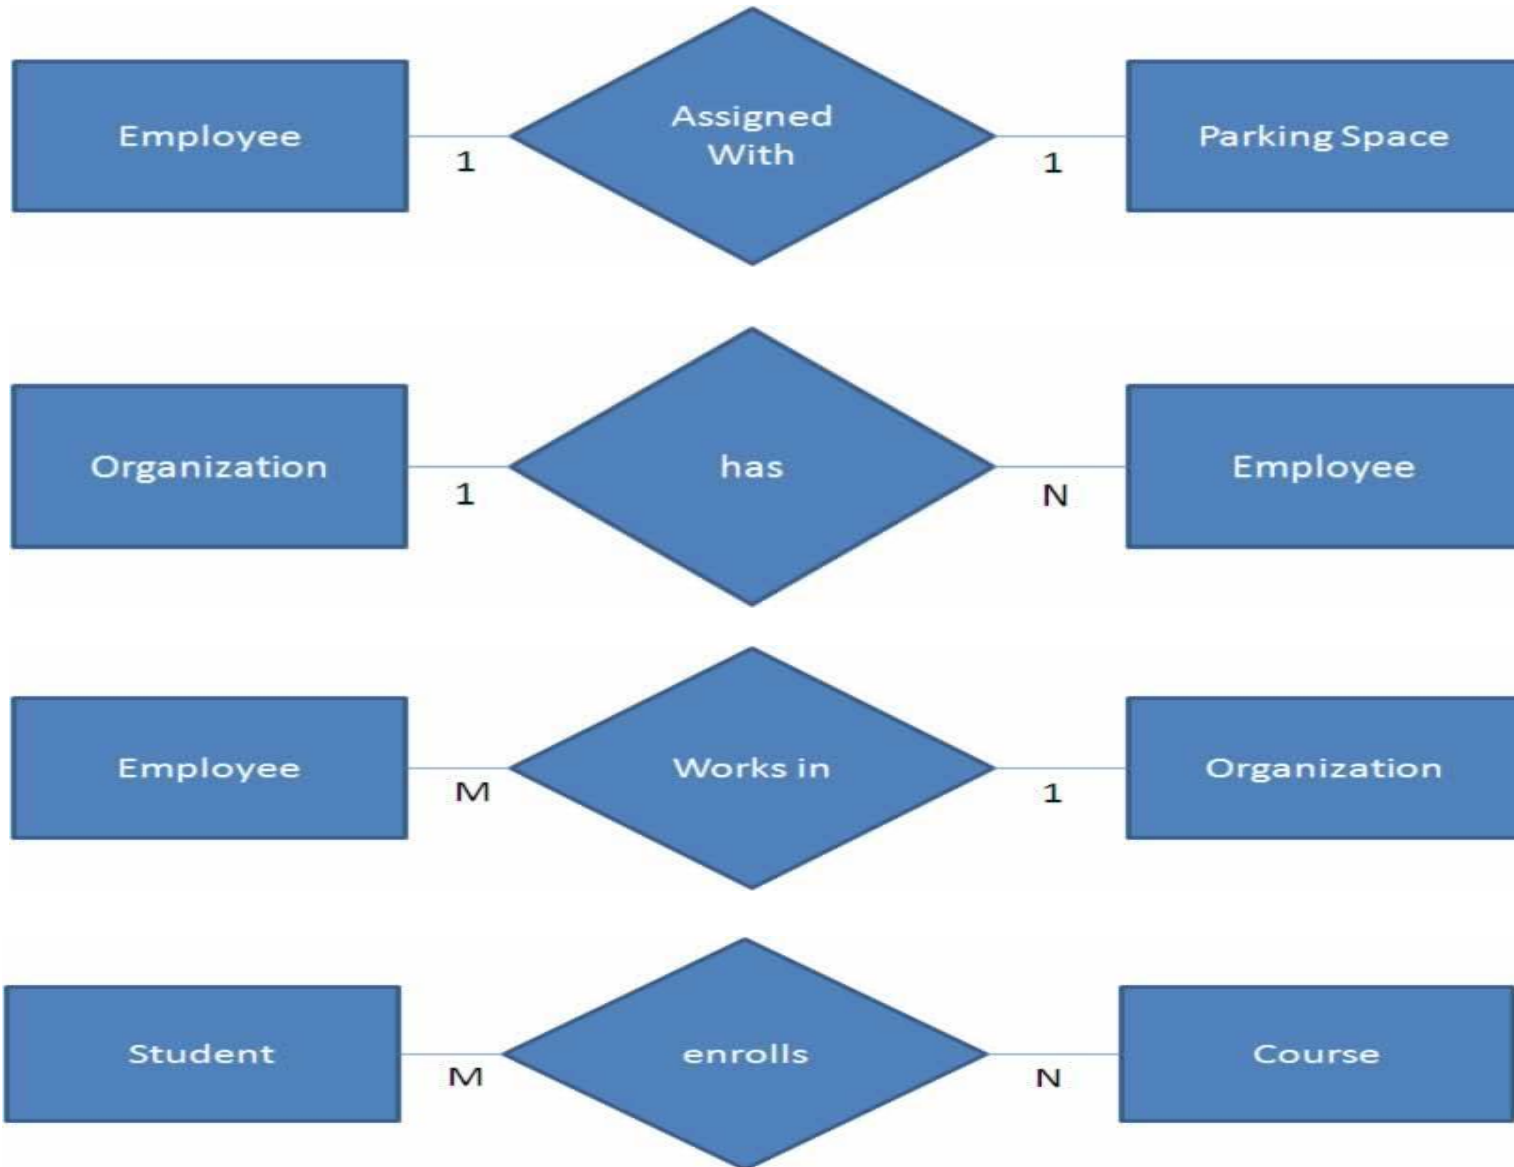 Employee
1
Assigned
With
1
Parking Space
Organization
1
has
N
Employee
Employee
M
Works in
1
Organization
Student
M
enrolls
N
Course